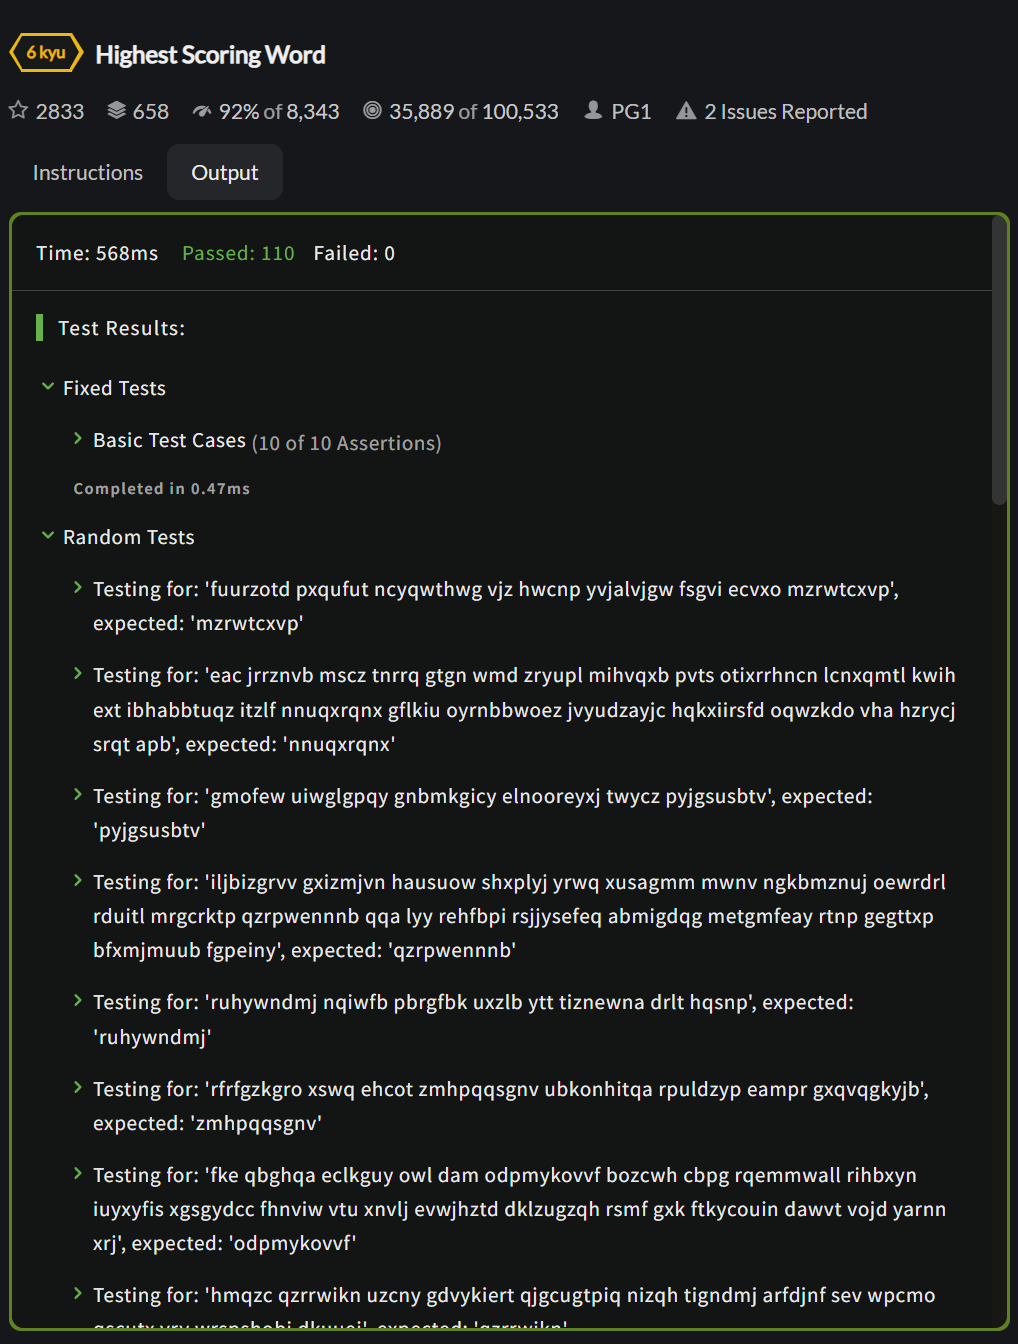 6 kyu Highest Scoring Word
2833 658 92% of 8,343 35,889 of 100,533 PG1 2 Issues Reported
Instructions Output
Time: 568ms Passed: 110 Failed: 0
Test Results:
Fixed Tests
Basic Test Cases (10 of 10 Assertions)
Completed in 0.47ms
Random Tests
Testing for: 'fuurzotd pxqufut ncyqwthwg vjz hwcnp yvjalvjgw fsgvi ecvxo mzrwtcxvp',
expected: 'mzrwtcxvp'
Testing for: 'eac jrrznvb mscz tnrrq gtgn wmd zryupl mihvqxb pvts otixrrhncn lcnxqmtl kwih
ext ibhabbtuqz itzlf nnuqxrqnx gflkiu oyrnbbwoez jvyudzayjc hqkxiirsfd oqwzkdo vha hzrycj
srqt apb', expected: 'nnuqxrqnx'
Testing for: 'gmofew uiwglgpqy gnbmkgicy elnooreyxj twycz pyjgsusbtv', expected:
'pyjgsusbtv'
Testing for: 'iljbizgrvv gxizmjvn hausuow shxplyj yrwq xusagmm mwnv ngkbmznuj oewrdrl
rduitl mrgcrktp qzrpwennnb qqa lyy rehfbpi rsjjysefeq abmigdqg metgmfeay rtnp gegttxp
bfxmjmuub fgpeiny', expected: 'qzrpwennnb'
Testing for: 'ruhywndmj nqiwfb pbrgfbk uxzlb ytt tiznewna drlt hqsnp', expected:
'ruhywndmj'
Testing for: 'rfrfgzkgro xswq ehcot zmhpqqsgnv ubkonhitqa rpuldzyp eampr gxqvqgkyjb',
expected: 'zmhpqqsgnv'
Testing for: 'fke qbghqa eclkguy owl dam odpmykovvf bozcwh cbpg rqemmwall rihbxyn
iuyxyfis xgsgydcc fhnviw vtu xnvlj evwjhztd dklzugzqh rsmf gxk ftkycouin dawvt vojd yarnn
xrj', expected: 'odpmykovvf'
Testing for: 'hmqzc qzrrwikn uzcny gdvykiert qjgcugtpiq nizqh tigndmj arfdjnf sev wpcmo
expected: 'qzrrwikn'